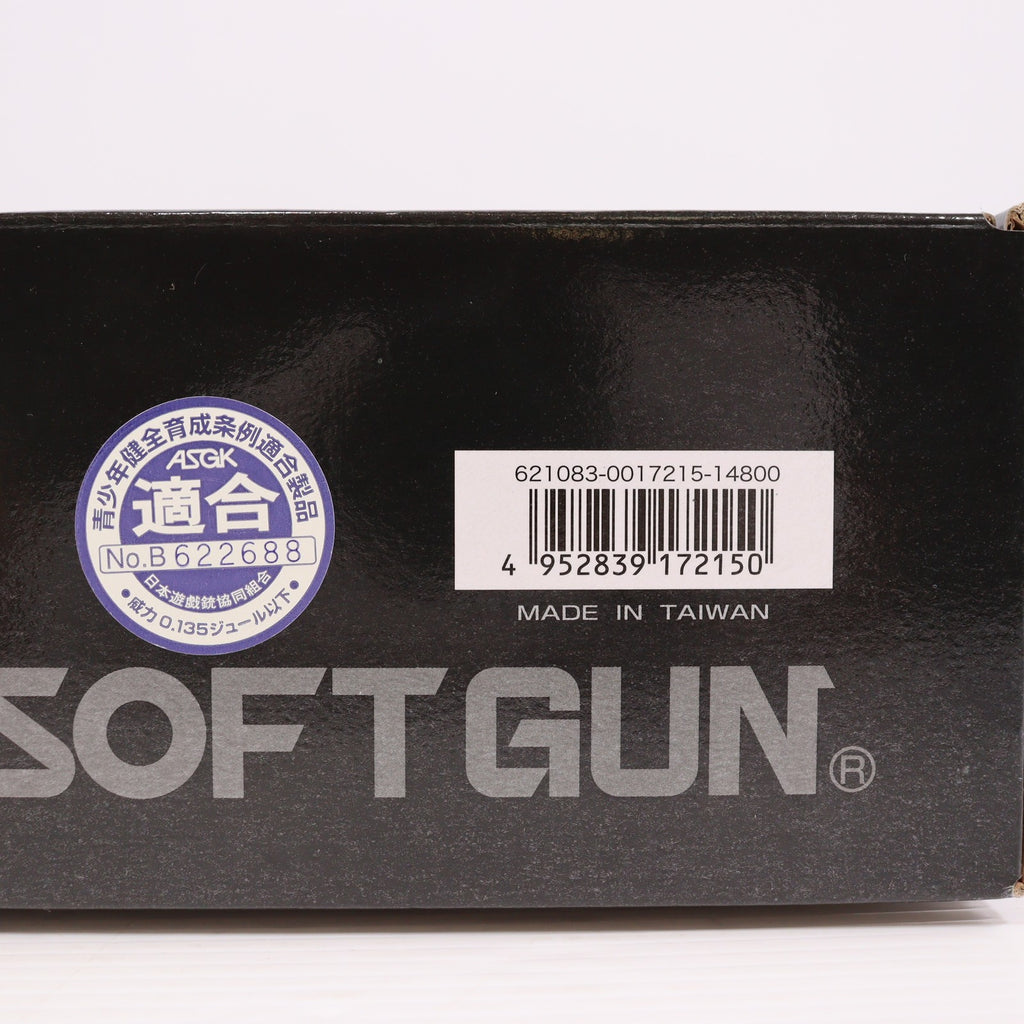 青少年健全育成条例適合製品
ASGK
適合
No.B622688
日本遊戯銃協同組合
• 威力 0.135ジュール以下 •
621083-0017215-14800
4 952839 172150
MADE IN TAIWAN
SOFTGUN®